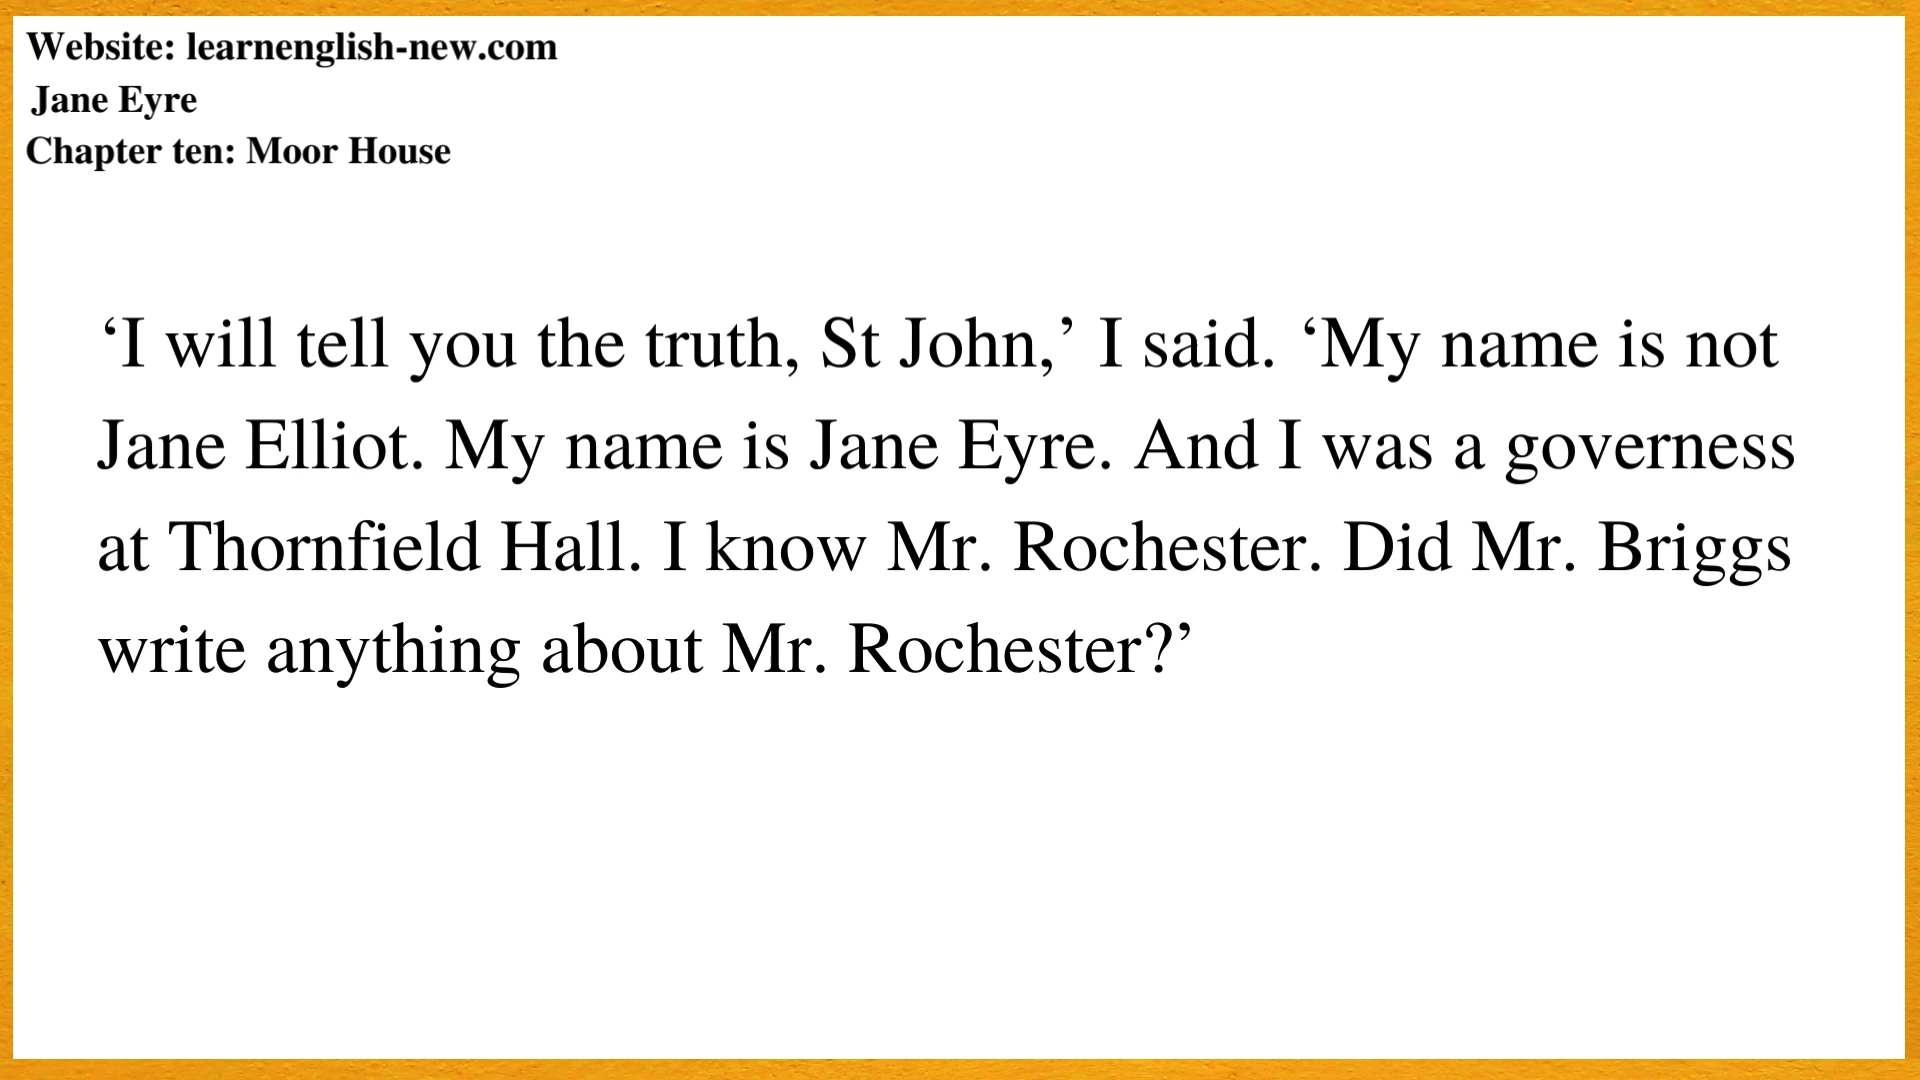 Website: learnenglish-new.com
Jane Eyre
Chapter ten: Moor House
‘I will tell you the truth, St John,’ I said. ‘My name is not
Jane Elliot. My name is Jane Eyre. And I was a governess
at Thornfield Hall. I know Mr. Rochester. Did Mr. Briggs
write anything about Mr. Rochester?’